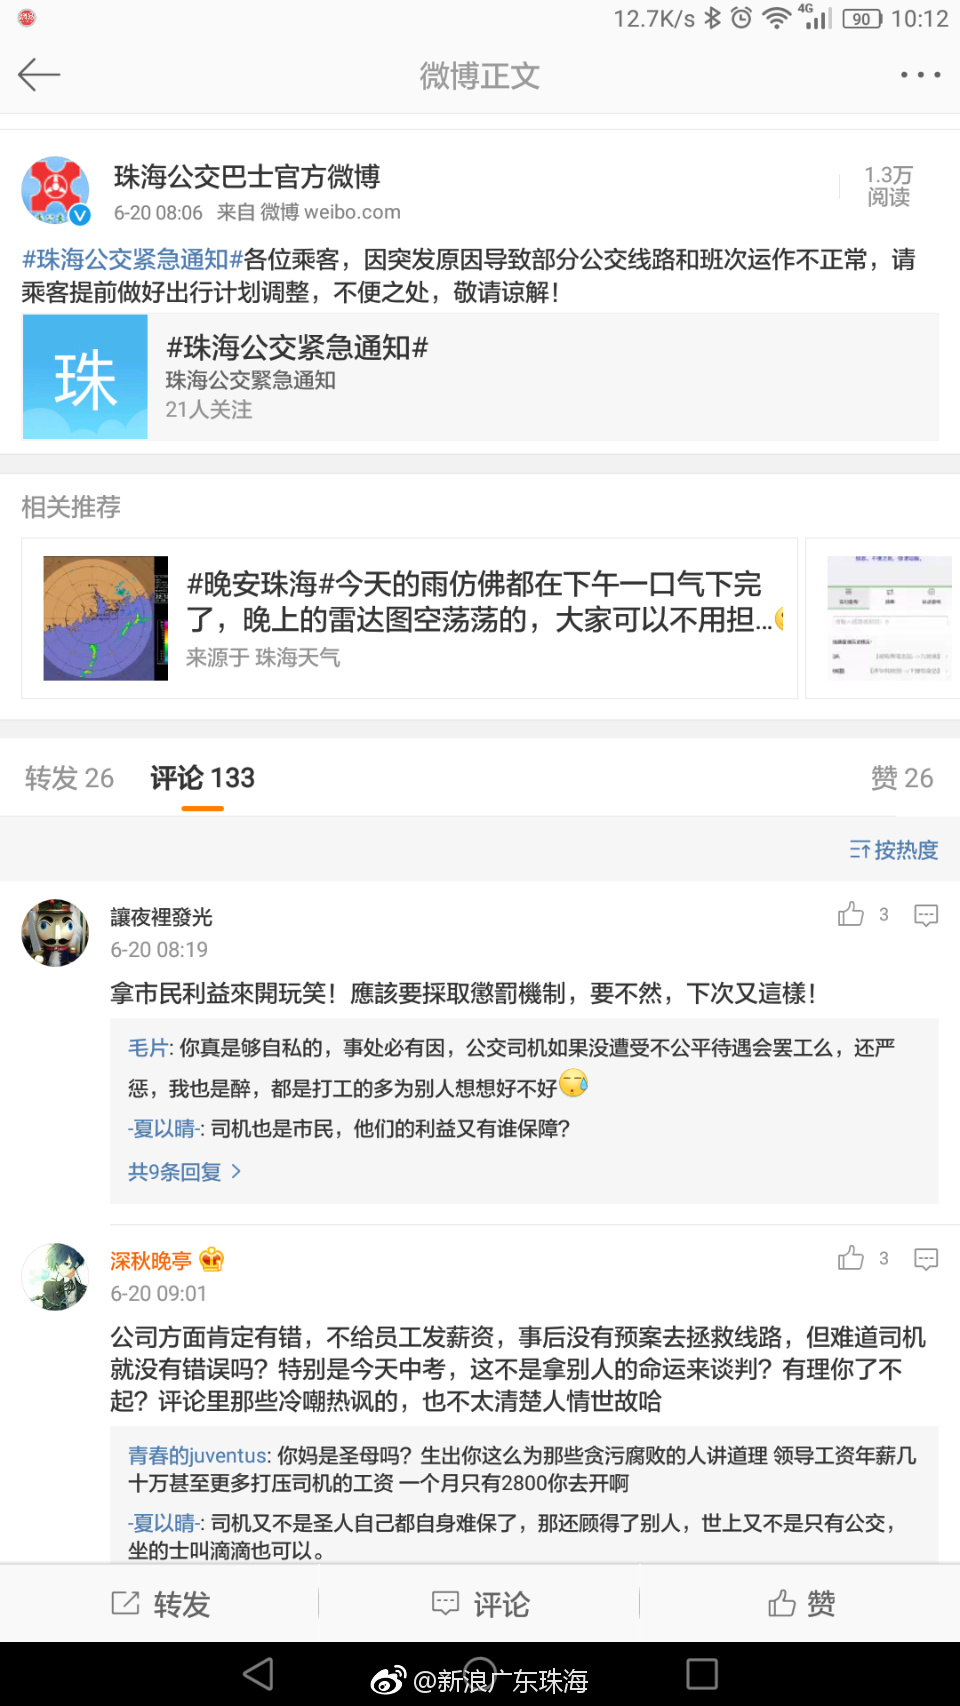 12.7K/s 4G 90 10:12
微博正文
珠海公交巴士官方微博
6-20 08:06 来自 微博 weibo.com
1.3万
阅读
#珠海公交紧急通知#各位乘客，因突发原因导致部分公交线路和班次运作不正常，请
乘客提前做好出行计划调整，不便之处，敬请谅解！
珠
#珠海公交紧急通知#
珠海公交緊急通知
21人关注
相关推荐
#晚安珠海#今天的雨仿佛都在下午一口气下完
了，晚上的雷达图空荡荡的，大家可以不用担...
来源于 珠海天气
转发 26 评论 133 赞 26
按热度
讓夜裡發光
3
6-20 08:19
拿市民利益來開玩笑！應該要採取懲罰機制，要不然，下次又這樣！
毛片: 你真是够自私的，事处必有因，公交司机如果没遭受不公平待遇会罢工么，还严
惩，我也是醉，都是打工的多为别人想想好不好
-夏以晴-: 司机也是市民，他们的利益又有谁保障？
共9条回复
深秋晚亭
3
6-20 09:01
公司方面肯定有错，不给员工发薪资，事后没有预案去拯救线路，但难道司机
就没有错误吗？特别是今天中考，这不是拿别人的命运来谈判？有理你了不
起？评论里那些冷嘲热讽的，也不太清楚人情世故哈
青春的juventus: 你妈是圣母吗？生出你这么为那些贪污腐败的人讲道理 领导工资年薪几
十万甚至更多打压司机的工资 一个月只有2800你去开啊
-夏以晴-: 司机又不是圣人自己都自身难保了，那还顾得了别人，世上又不是只有公交，
坐的士叫滴滴也可以。
转发 评论 赞
@新浪广东珠海